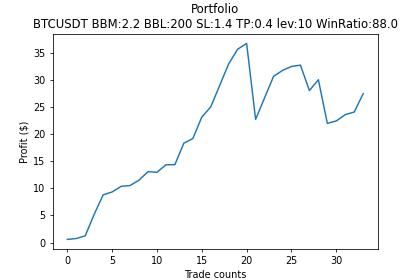 Portfolio
BTCUSDT BBM:2.2 BBL:200 SL:1.4 TP:0.4 lev:10 WinRatio:88.0
Profit ($)
35
30
25
20
15
10
5
0
0 5 10 15 20 25 30
Trade counts